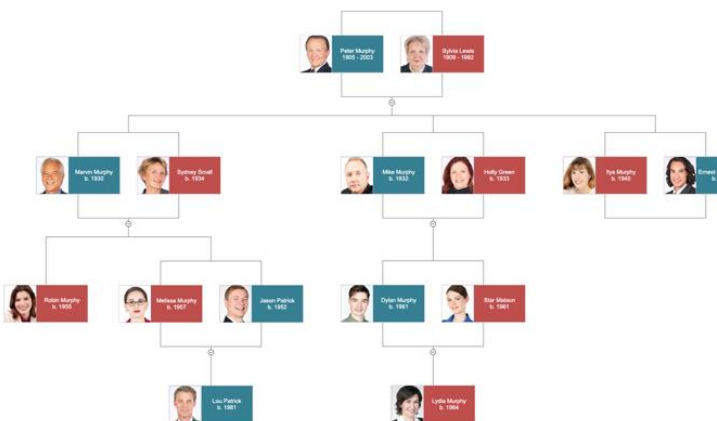 Peter Murphy
1905 - 2003
Sylvia Lewis
1909 - 1992
Marvin Murphy
b. 1930
Sydney Small
b. 1934
Mike Murphy
b. 1932
Holly Green
b. 1933
Ilya Murphy
b. 1943
Ernest
b.
Robin Murphy
b. 1955
Melissa Murphy
b. 1957
Jason Patrick
b. 1952
Dylan Murphy
b. 1961
Star Matson
b. 1961
Lou Patrick
b. 1981
Lydia Murphy
b. 1984